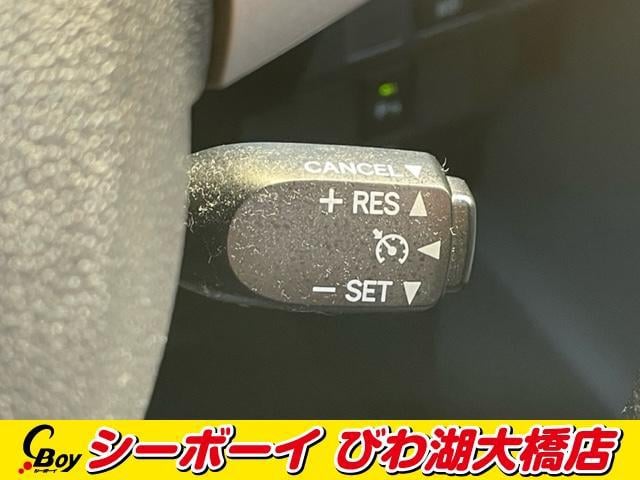 CANCEL▼
+ RES▲
◀
− SET▼
CBoy
シーボーイ
シーボーイ びわ湖大橋店